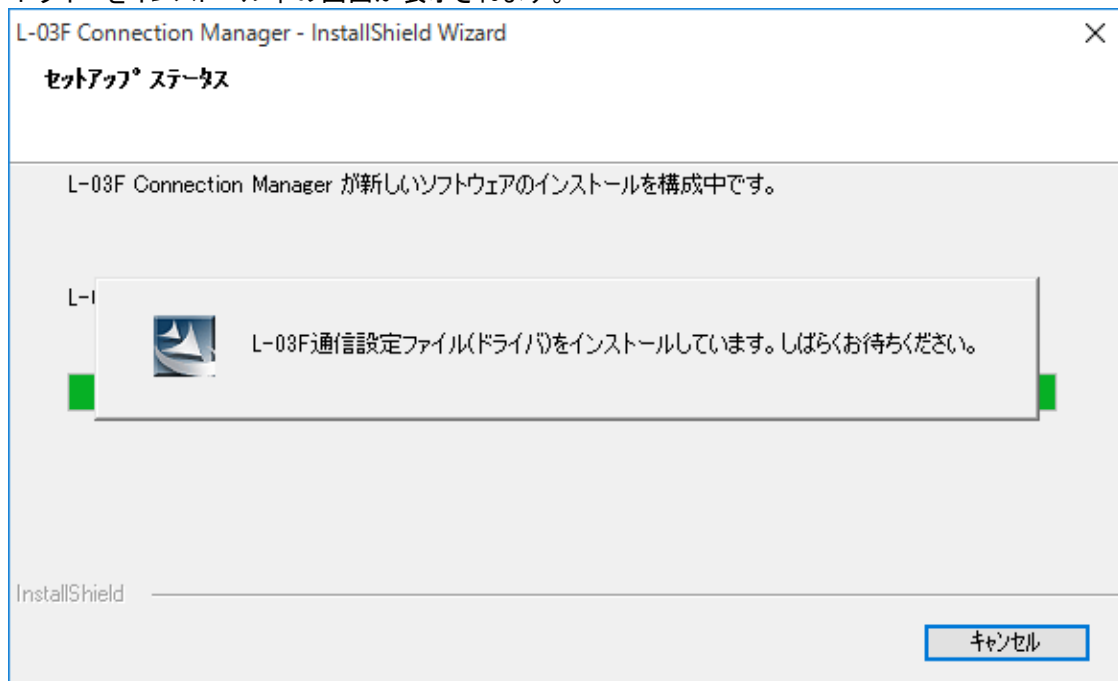 L-03F Connection Manager - InstallShield Wizard
セットアップ ステータス
L-03F Connection Manager が新しいソフトウェアのインストールを構成中です。
L-
L-03F通信設定ファイル(ドライバ)をインストールしています。しばらくお待ちください。
InstallShield
キャンセル